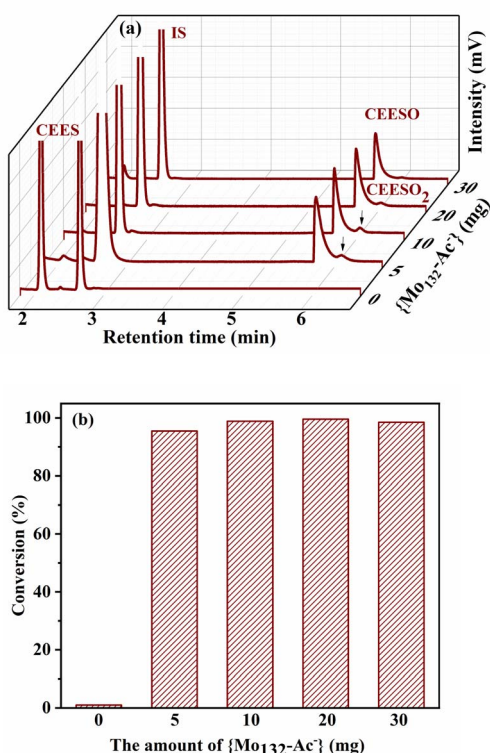 (a)
IS
CEES
CEESO
CEESO₂
Intensity (mV)
30
20
10
5
0
{Mo₁₃₂-Ac⁻} (mg)
2 3 4 5 6
Retention time (min)
(b)
100
80
60
40
20
0
Conversion (%)
0 5 10 20 30
The amount of {Mo₁₃₂-Ac⁻} (mg)